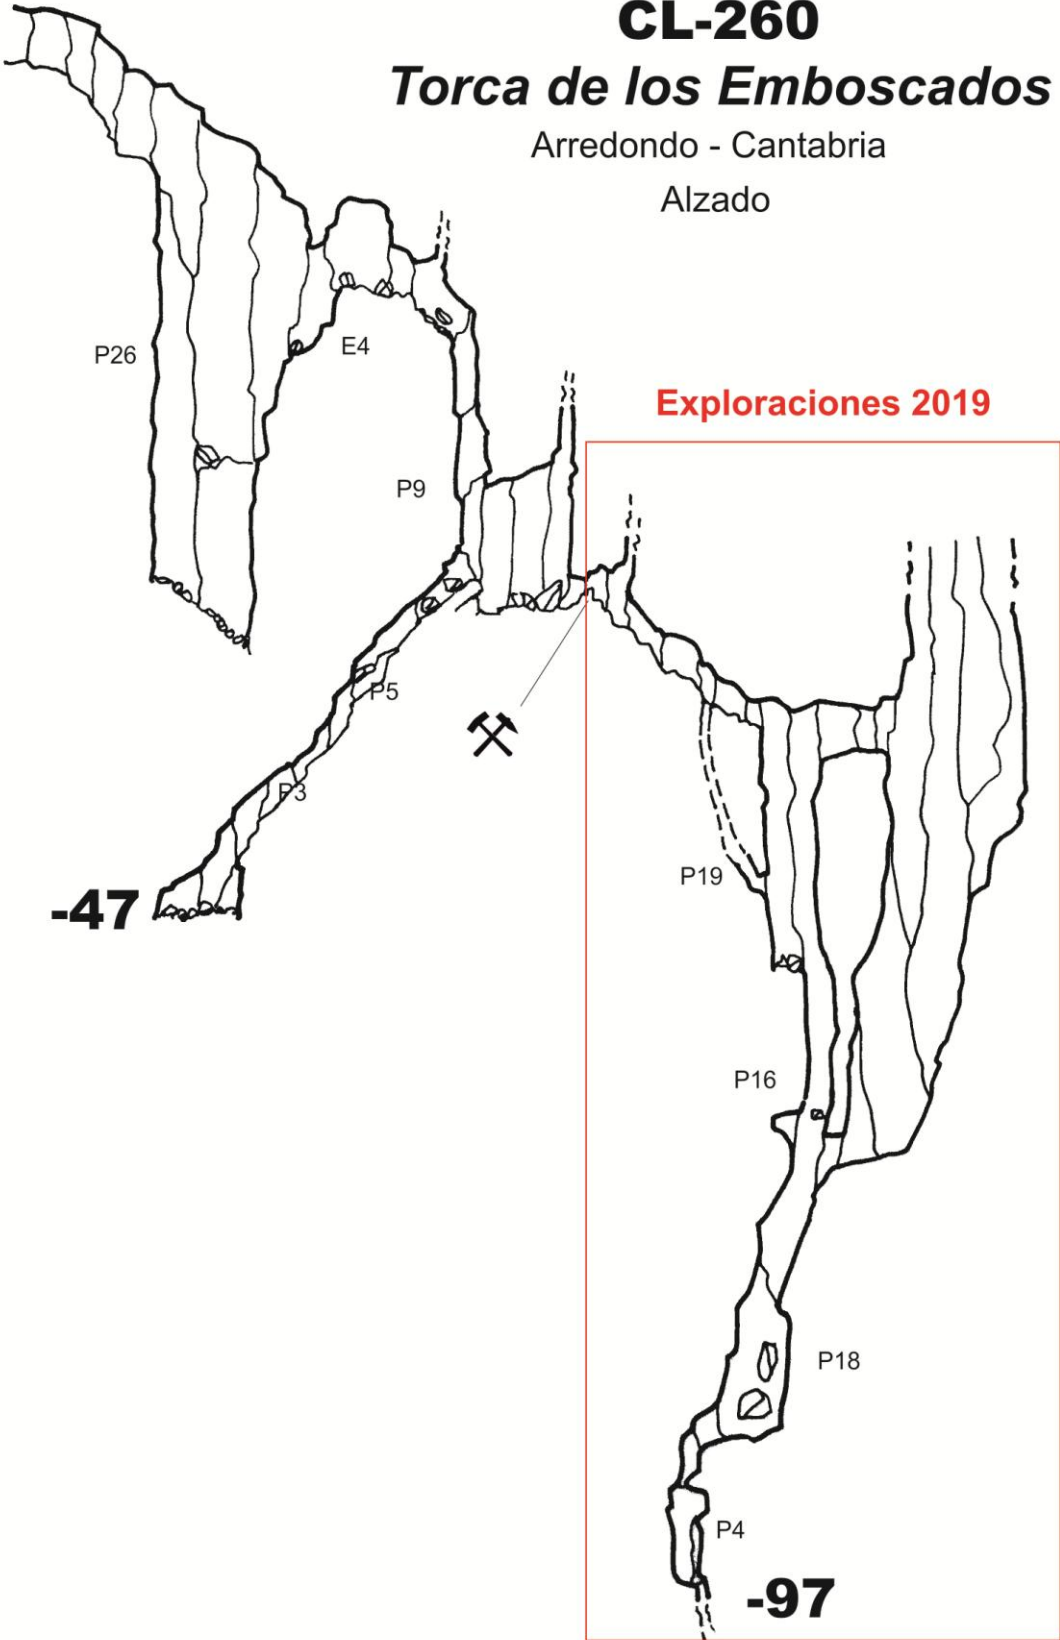 CL-260
Torca de los Emboscados
Arredondo - Cantabria
Alzado
P26
E4
Exploraciones 2019
P9
P5
P3
P19
-47
P16
P18
P4
-97